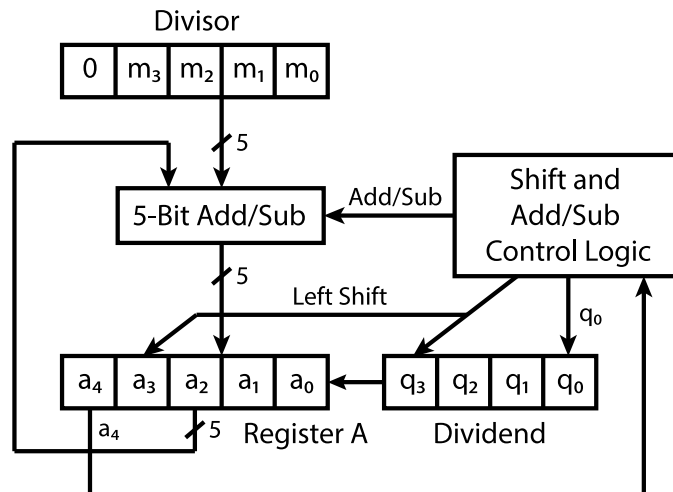 Divisor
0 m₃ m₂ m₁ m₀
5
5-Bit Add/Sub
Add/Sub
Shift and
Add/Sub
Control Logic
5
Left Shift
q₀
a₄ a₃ a₂ a₁ a₀
q₃ q₂ q₁ q₀
a₄
5
Register A
Dividend